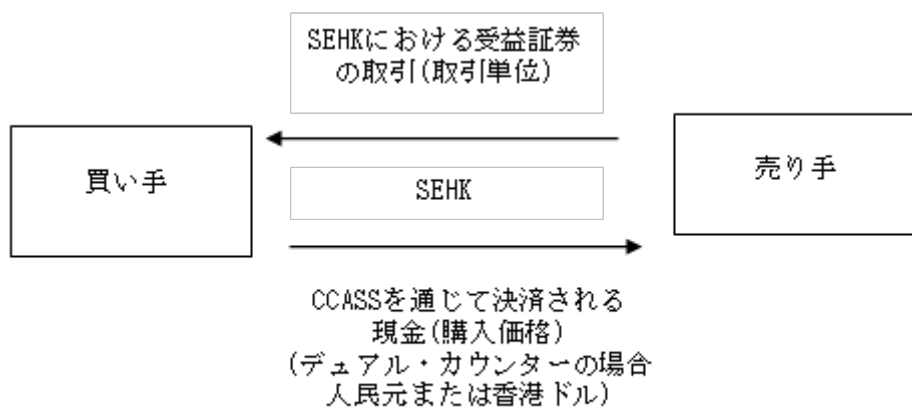 SEHKにおける受益証券
の取引(取引単位)
買い手
売り手
SEHK
CCASSを通じて決済される
現金(購入価格)
(デュアル・カウンターの場合
人民元または香港ドル)